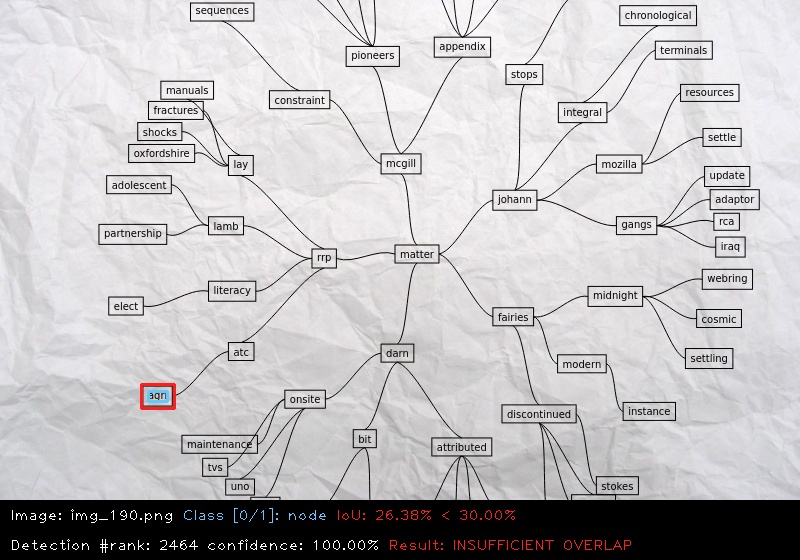 sequences
chronological
pioneers
appendix
terminals
stops
manuals
resources
constraint
fractures
integral
shocks
settle
oxfordshire
lay
mcgill
mozilla
adolescent
update
johann
adaptor
partnership
lamb
gangs
rca
iraq
rrp
matter
webring
elect
literacy
midnight
fairies
cosmic
atc
darn
settling
modern
onsite
discontinued
instance
bit
maintenance
attributed
tvs
uno
stokes
Image: img_190.png Class [0/1]: node IoU: 26.38% < 30.00%
Detection #rank: 2464 confidence: 100.00% Result: INSUFFICIENT OVERLAP